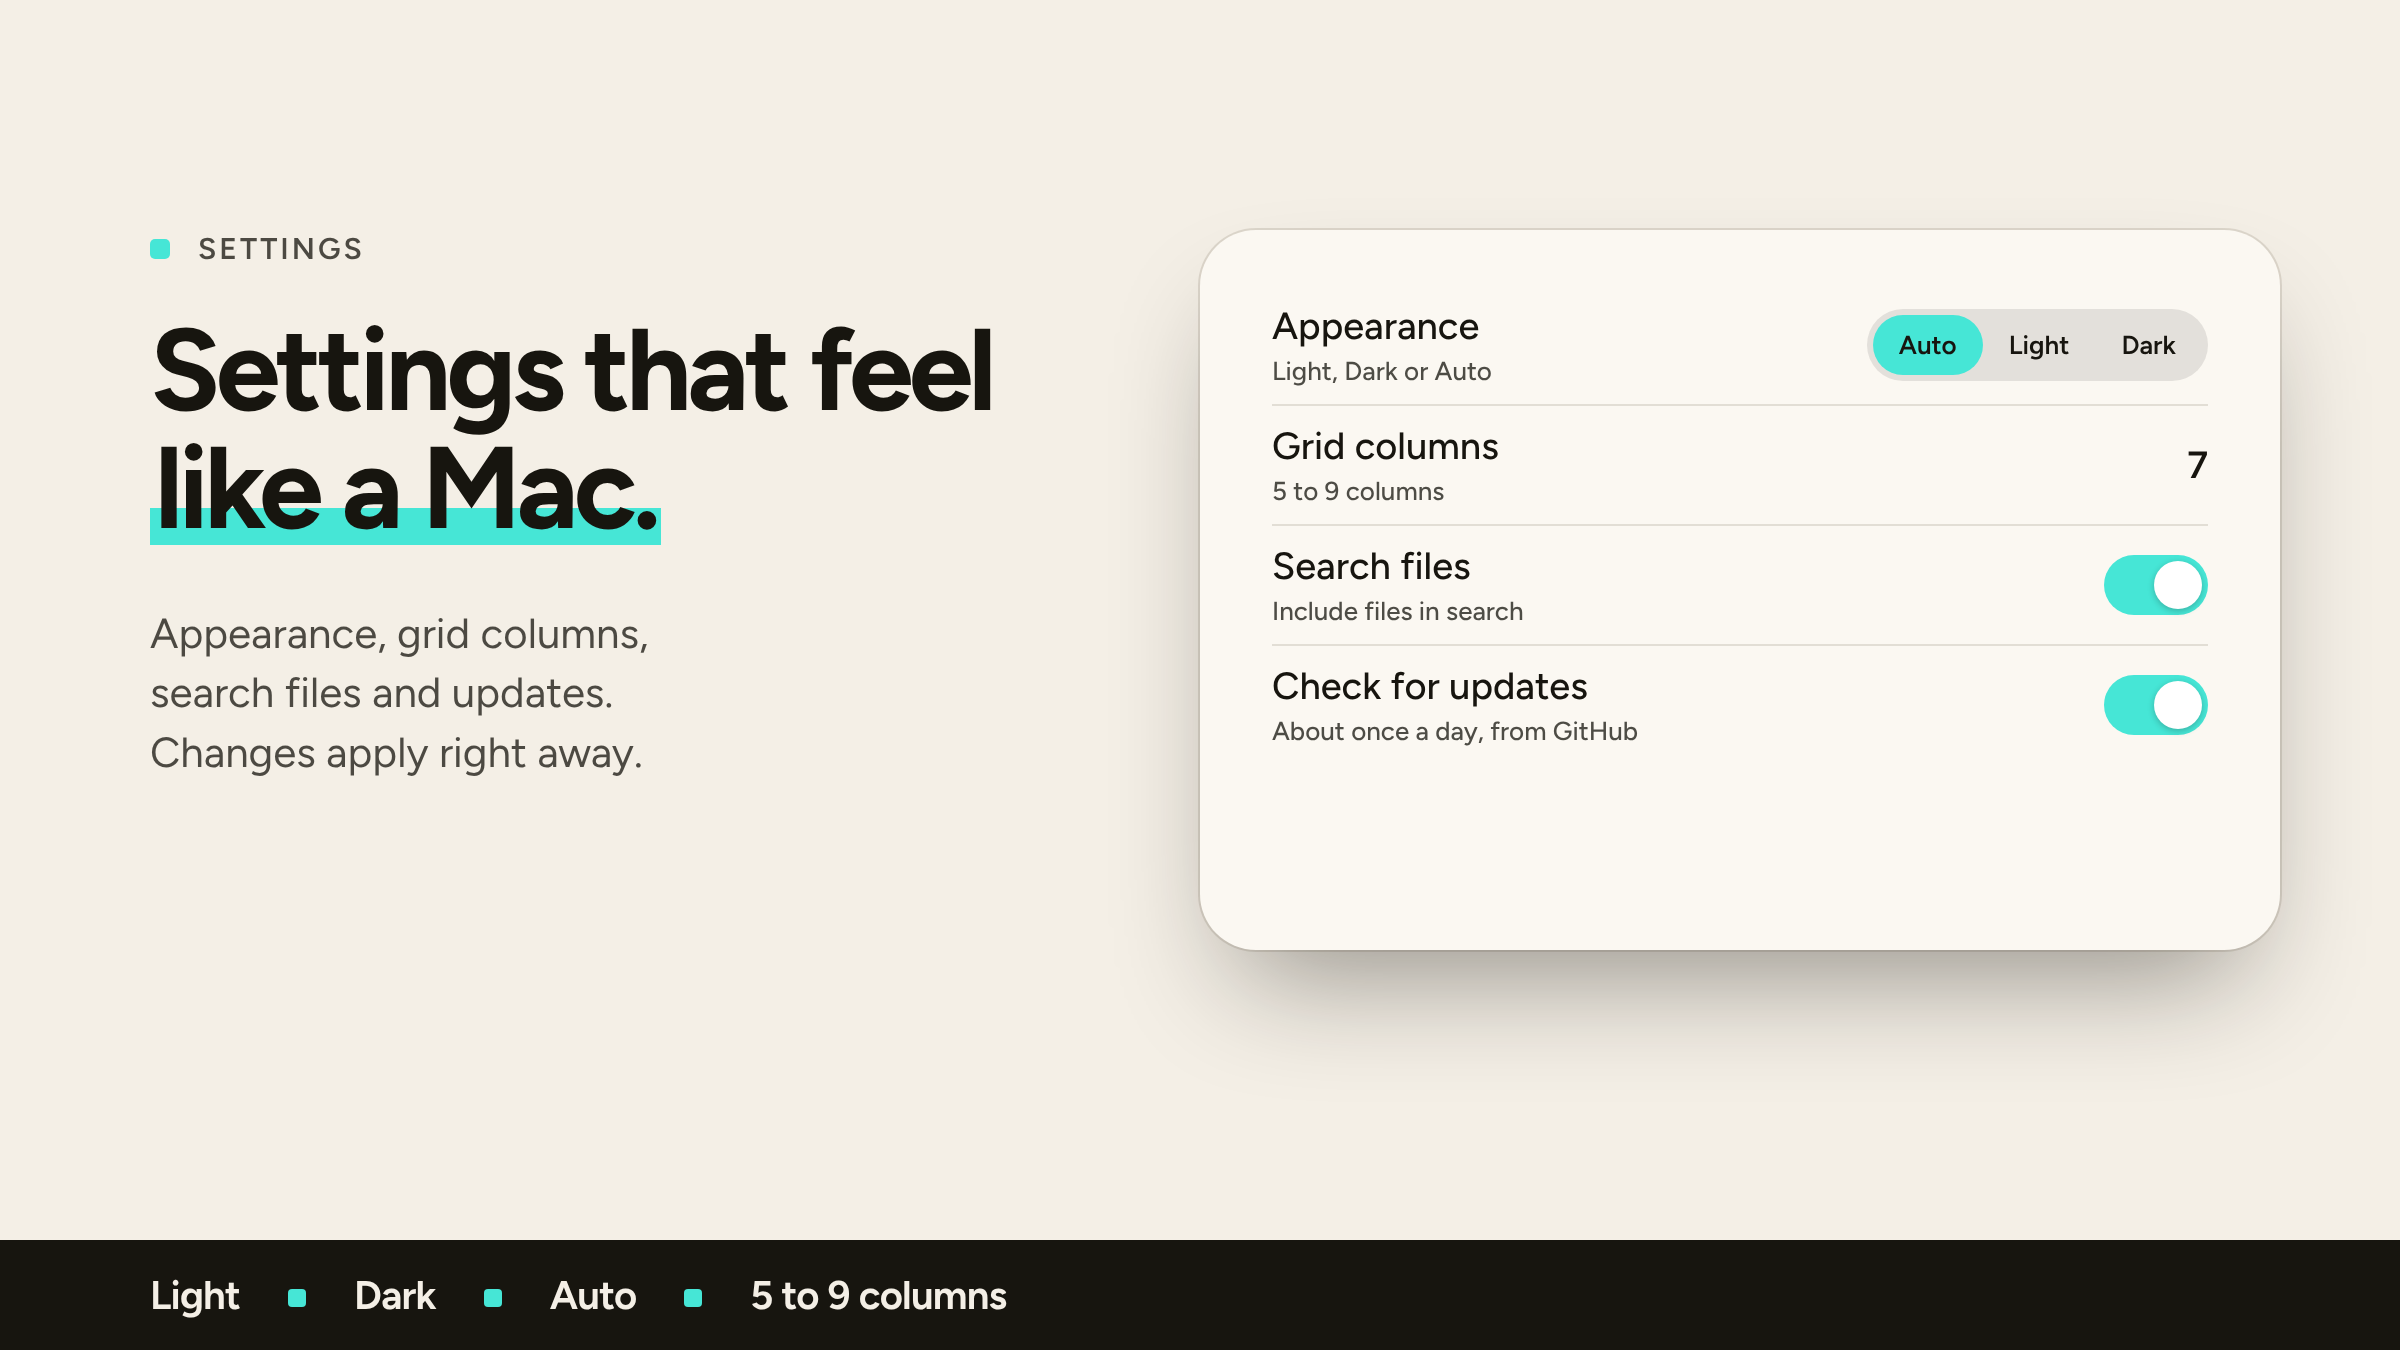 SETTINGS
Settings that feel
like a Mac.
Appearance, grid columns,
search files and updates.
Changes apply right away.
Appearance
Light, Dark or Auto
Auto Light Dark
Grid columns
5 to 9 columns
7
Search files
Include files in search
Check for updates
About once a day, from GitHub
Light Dark Auto 5 to 9 columns